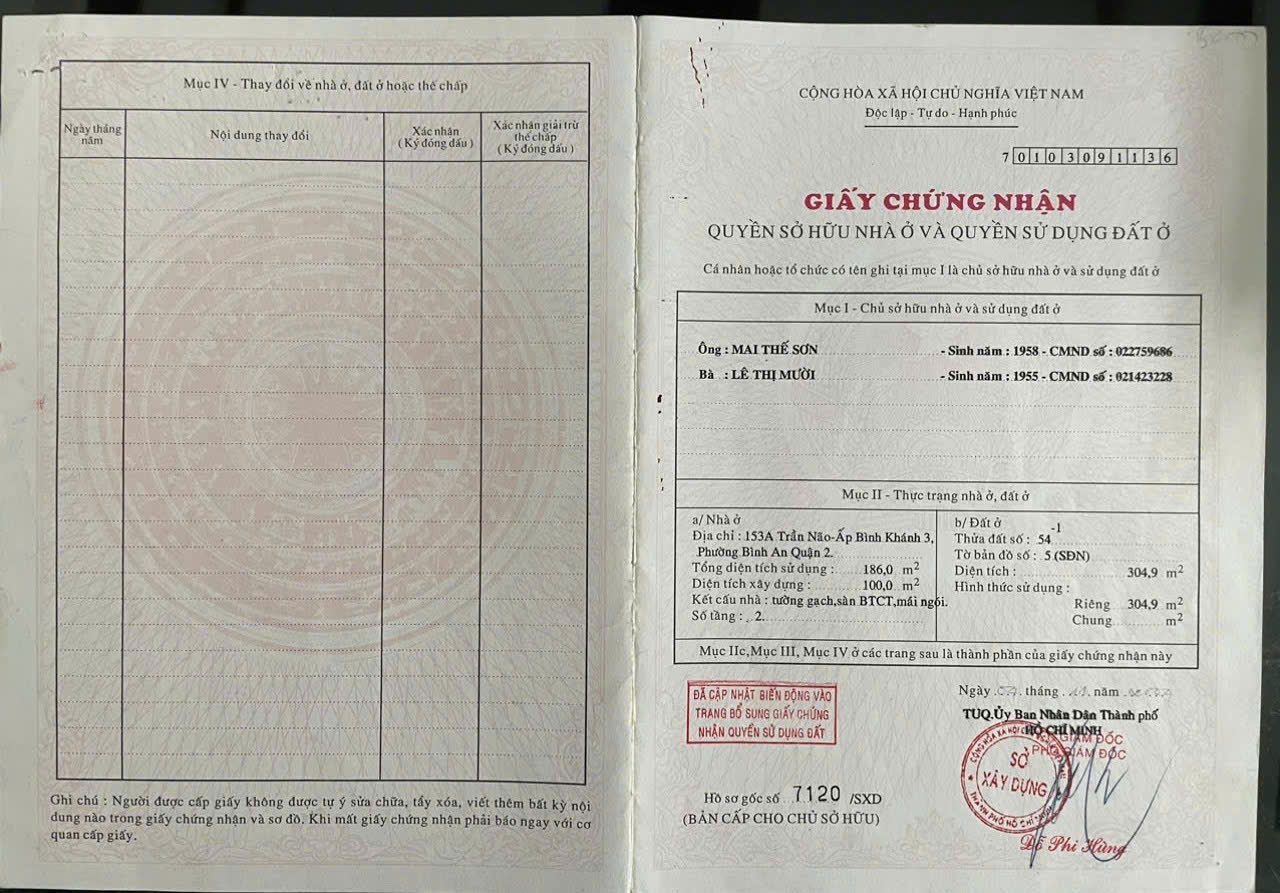 Mục IV - Thay đổi về nhà ở, đất ở hoặc thế chấp
Ngày tháng năm
Nội dung thay đổi
Xác nhận
( Ký đóng dấu )
Xác nhận giải trừ
thế chấp
( Ký đóng dấu )
Ghi chú : Người được cấp giấy không được tự ý sửa chữa, tẩy xóa, viết thêm bất kỳ nội
dung nào trong giấy chứng nhận và sơ đồ. Khi mất giấy chứng nhận phải báo ngay với cơ
quan cấp giấy.
CỘNG HÒA XÃ HỘI CHỦ NGHĨA VIỆT NAM
Độc lập - Tự do - Hạnh phúc
7 0103091136
GIẤY CHỨNG NHẬN
QUYỀN SỞ HỮU NHÀ Ở VÀ QUYỀN SỬ DỤNG ĐẤT Ở
Cá nhân hoặc tổ chức có tên ghi tại mục I là chủ sở hữu nhà ở và sử dụng đất ở
Mục I - Chủ sở hữu nhà ở và sử dụng đất ở
Ông : MAI THẾ SƠN - Sinh năm : 1958 - CMND số : 022759686
Bà : LÊ THỊ MƯỜI - Sinh năm : 1955 - CMND số : 021423228
Mục II - Thực trạng nhà ở, đất ở
a/ Nhà ở
Địa chỉ : 153A Trần Não-Ấp Bình Khánh 3,
Phường Bình An Quận 2.
Tổng diện tích sử dụng : 186,0 m²
Diện tích xây dựng : 100,0 m²
Kết cấu nhà : tường gạch,sàn BTCT,mái ngói.
Số tầng : 2.
b/ Đất ở
Thửa đất số : 54 -1
Tờ bản đồ số : 5 (SĐN)
Diện tích : 304,9 m²
Hình thức sử dụng :
Riêng 304,9 m²
Chung m²
Mục IIc,Mục III, Mục IV ở các trang sau là thành phần của giấy chứng nhận này
ĐÃ CẬP NHẬT BIẾN ĐỘNG VÀO
TRANG BỔ SUNG GIẤY CHỨNG
NHẬN QUYỀN SỬ DỤNG ĐẤT
Hồ sơ gốc số 7120 /SXD
(BẢN CẤP CHO CHỦ SỞ HỮU)
Ngày tháng năm
TUQ.Ủy Ban Nhân Dân Thành phố
HỒ CHÍ MINH
GIÁM ĐỐC
PHÓ GIÁM ĐỐC
SỞ
XÂY DỰNG
Đỗ Phi Hùng